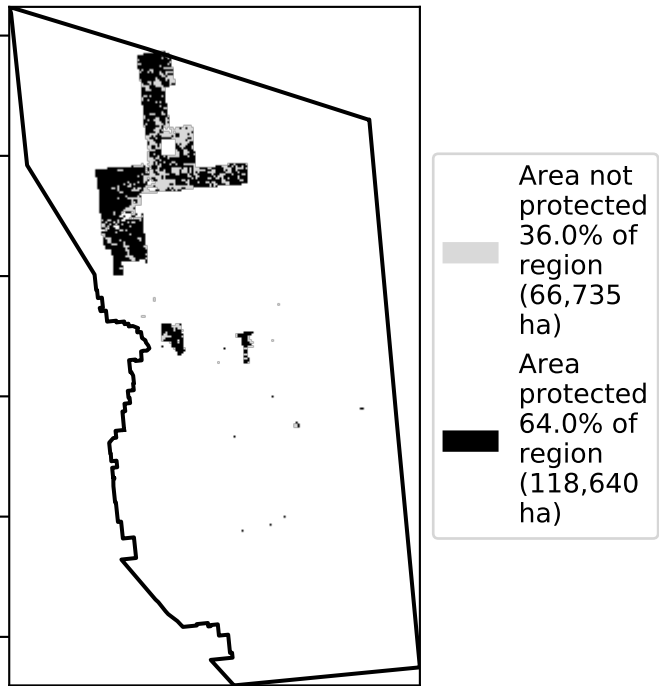 Area not
protected
36.0% of
region
(66,735
ha)
Area
protected
64.0% of
region
(118,640
ha)